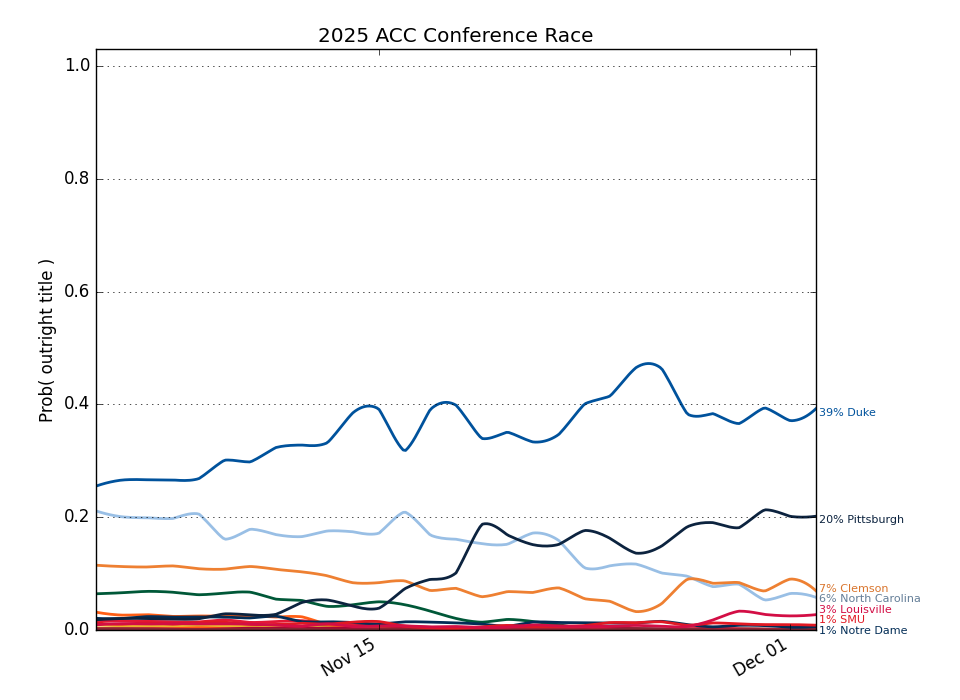 2025 ACC Conference Race
Prob( outright title )
1.0
0.8
0.6
0.4
0.2
0.0
39% Duke
20% Pittsburgh
7% Clemson
6% North Carolina
3% Louisville
1% SMU
1% Notre Dame
Nov 15
Dec 01